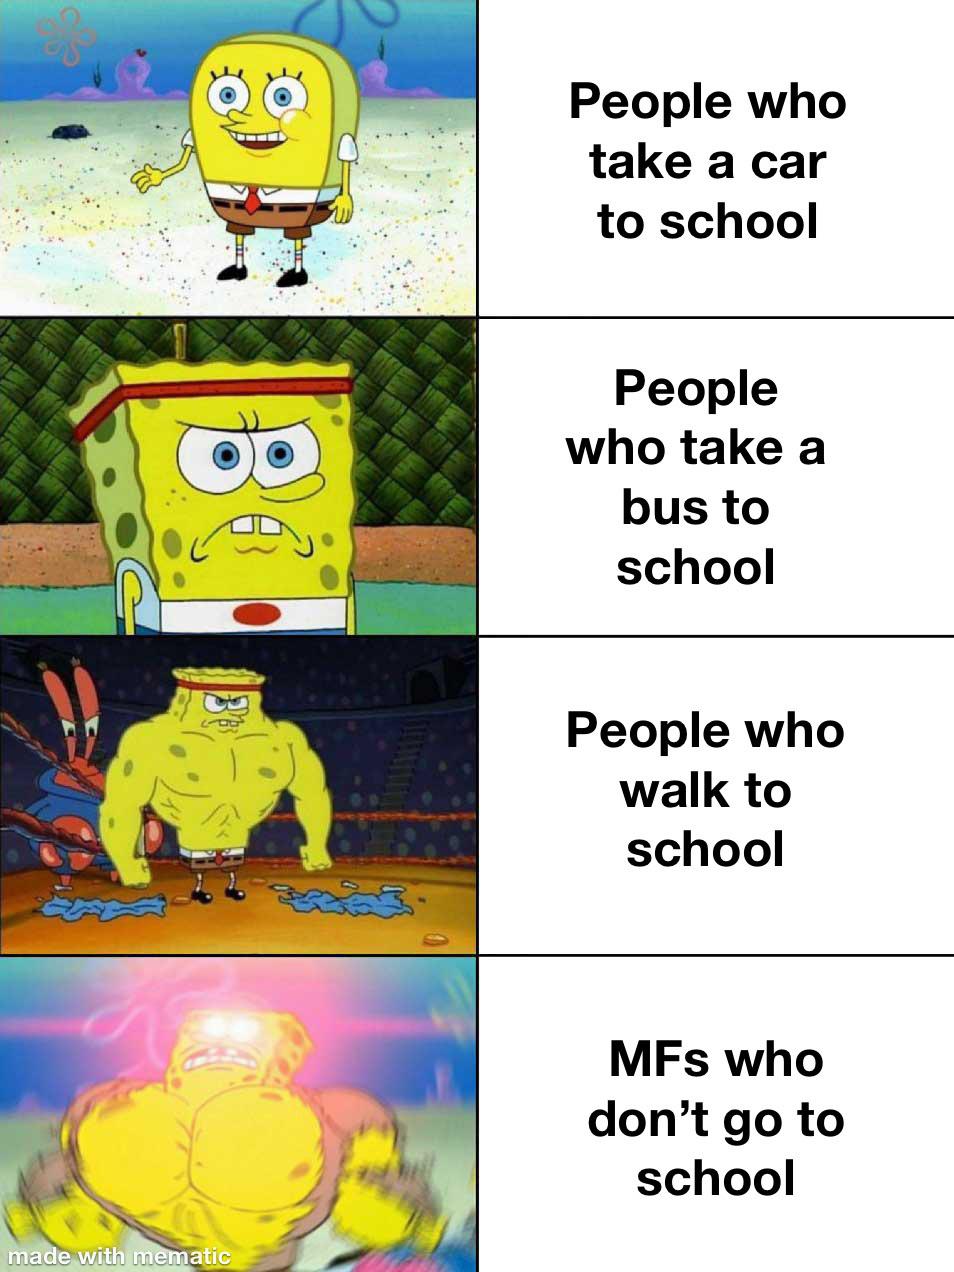 People who
take a car
to school
People
who take a
bus to
school
People who
walk to
school
MFs who
don’t go to
school
made with mematic